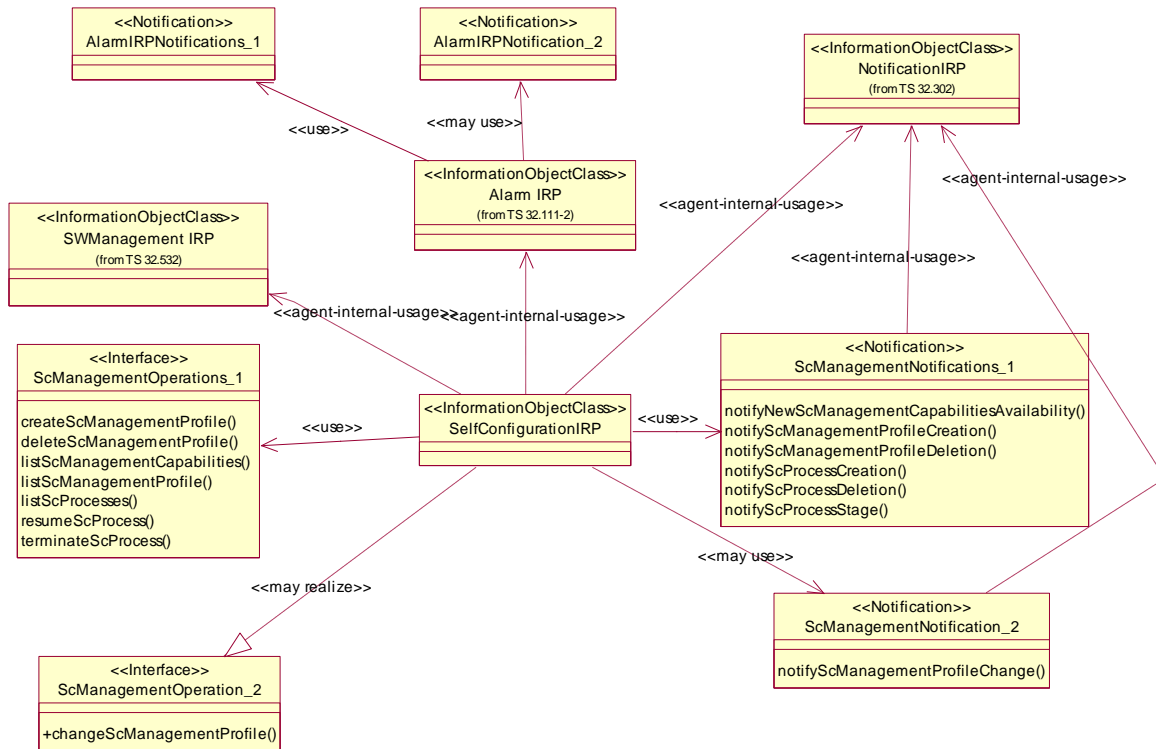 <<Notification>>
AlarmIRPNotifications_1
<<Notification>>
AlarmIRPNotification_2
<<InformationObjectClass>>
NotificationIRP
(from TS 32.302)
<<use>>
<<may use>>
<<InformationObjectClass>>
Alarm IRP
(from TS 32.111-2)
<<agent-internal-usage>>
<<InformationObjectClass>>
SWManagement IRP
(from TS 32.532)
<<agent-internal-usage>>
<<agent-internal-usage>>
<<agent-internal-usage>>
<<agent-internal-usage>>
<<Interface>>
ScManagementOperations_1
createScManagementProfile()
deleteScManagementProfile()
listScManagementCapabilities()
listScManagementProfile()
listScProcesses()
resumeScProcess()
terminateScProcess()
<<use>>
<<InformationObjectClass>>
SelfConfigurationIRP
<<use>>
<<Notification>>
ScManagementNotifications_1
notifyNewScManagementCapabilitiesAvailability()
notifyScManagementProfileCreation()
notifyScManagementProfileDeletion()
notifyScProcessCreation()
notifyScProcessDeletion()
notifyScProcessStage()
<<may realize>>
<<may use>>
<<Notification>>
ScManagementNotification_2
notifyScManagementProfileChange()
<<Interface>>
ScManagementOperation_2
+changeScManagementProfile()